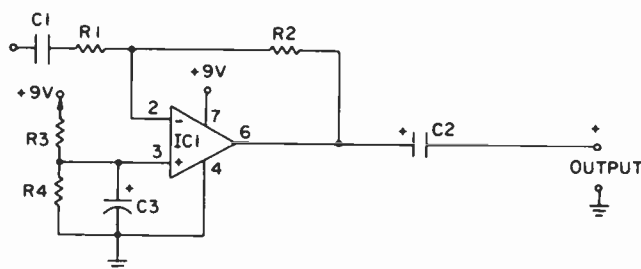 C1
R1
R2
+9V
+9V
2
-
7
6
+
C2
+
R3
IC1
3
+
4
OUTPUT
R4
+
C3